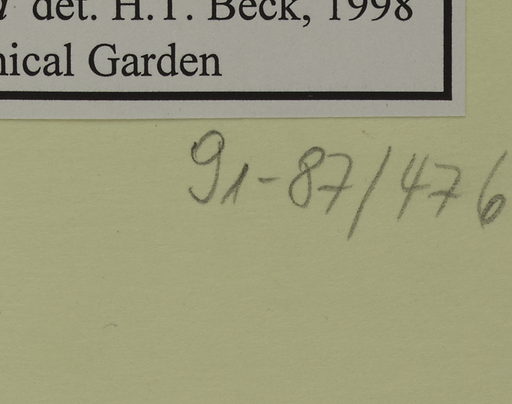 det. H.T. Beck, 1998
nical Garden
91-87/476